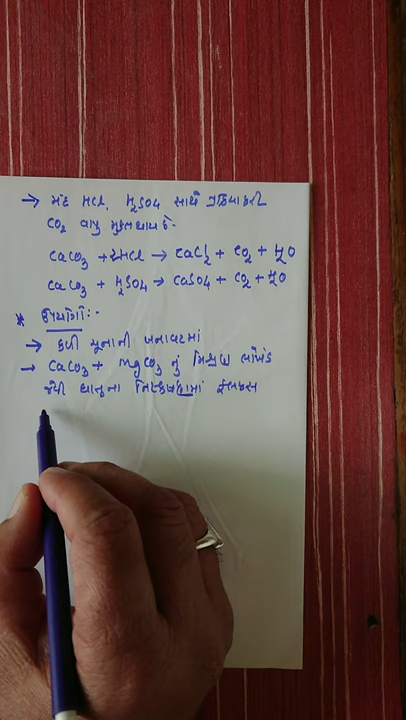 → મંદ HCl, H₂SO₄ સાથે પ્રક્રિયા કરી
CO₂ વાયુ મુક્ત થાય છે.
CaCO₃ + 2HCl → CaCl₂ + CO₂ + H₂O
CaCO₃ + H₂SO₄ → CaSO₄ + CO₂ + H₂O
* ઉપયોગો:-
→ કળી ચૂનાની બનાવટમાં
→ CaCO₃ + MgCO₃ નું મિશ્રણ લોખંડ
જેવી ધાતુના નિષ્કર્ષણમાં ફ્લક્સ